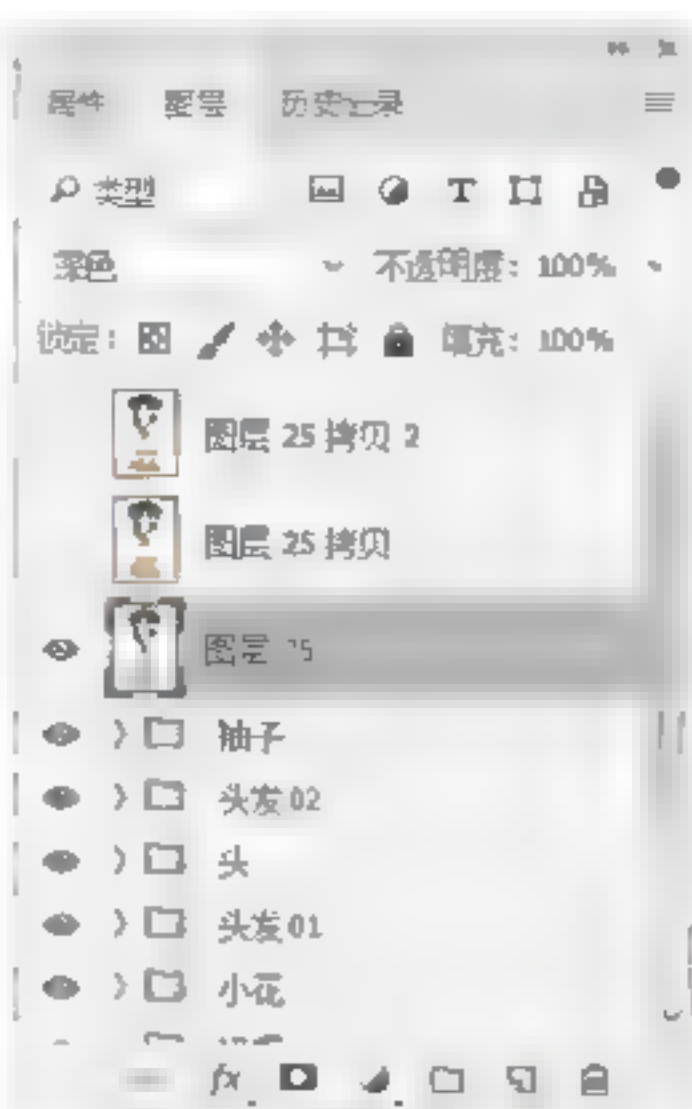 属性 图层 历史记录
类型
深色 不透明度: 100%
锁定: 填充: 100%
图层 25 拷贝 2
图层 25 拷贝
图层 25
袖子
头发 02
头
头发 01
小花
fx